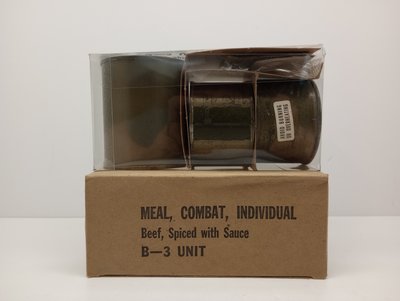 MEAL, COMBAT, INDIVIDUAL
Beef, Spiced with Sauce
B—3 UNIT